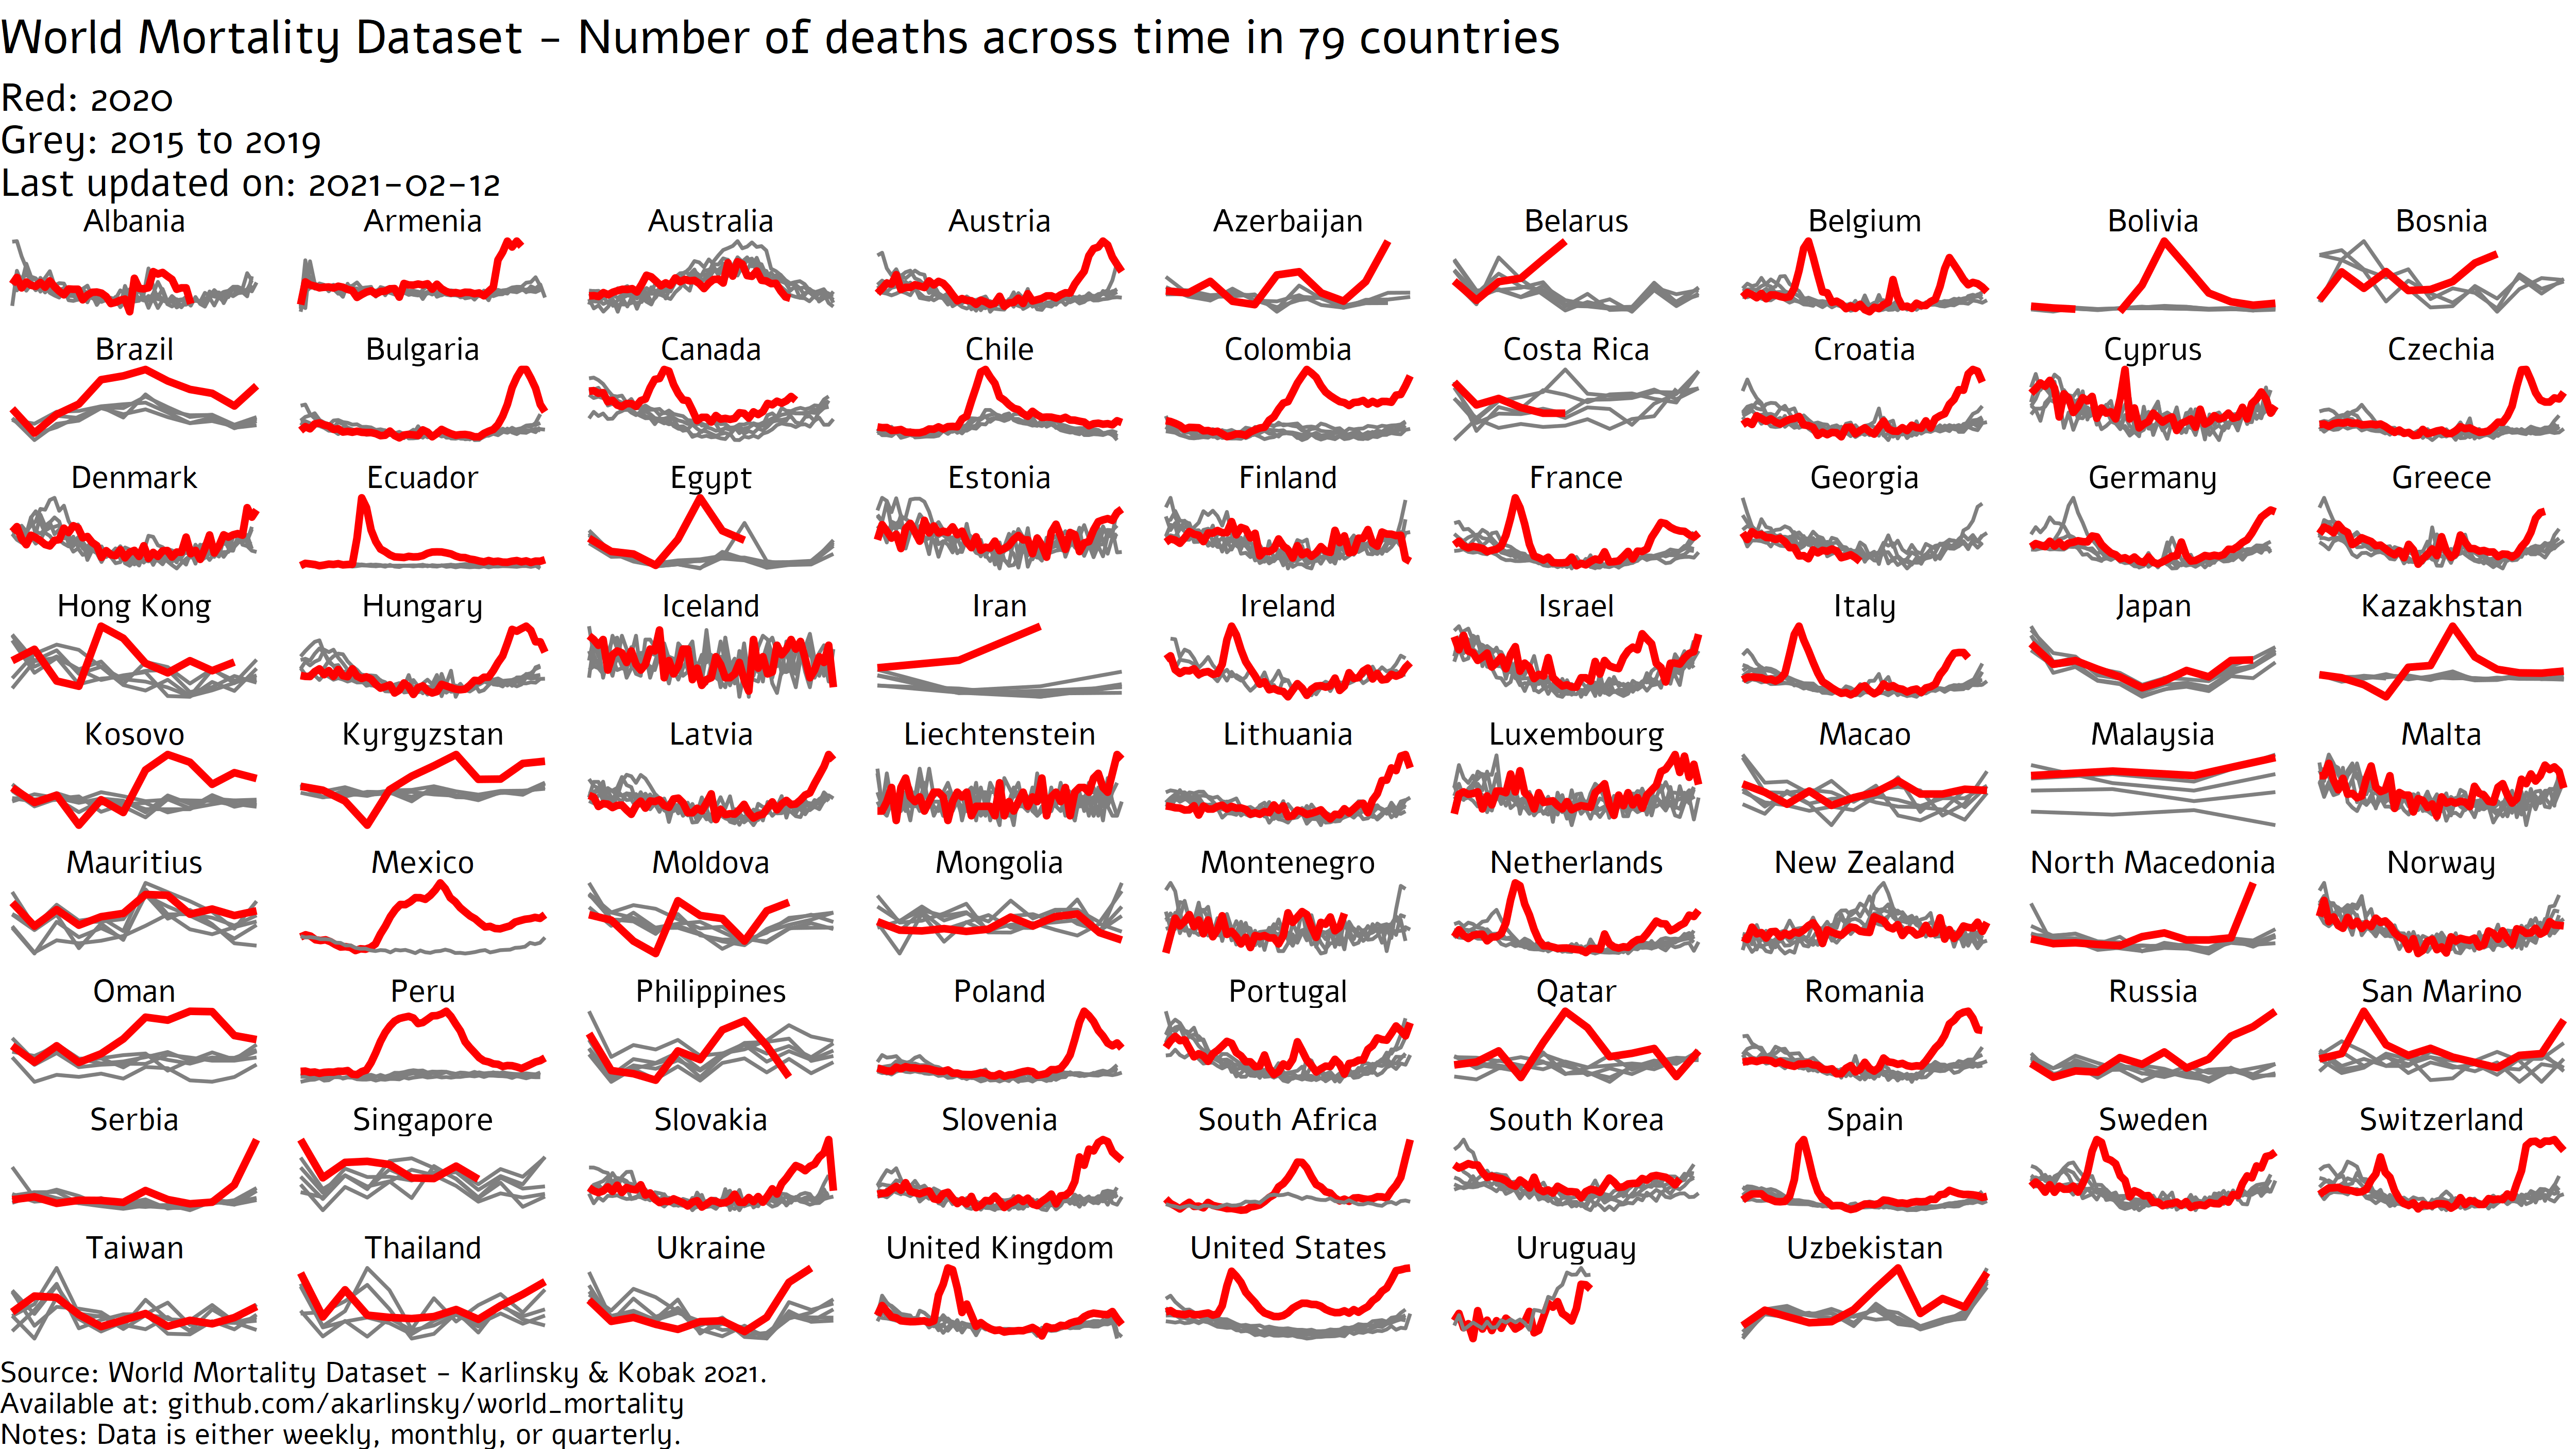 World Mortality Dataset - Number of deaths across time in 79 countries
Red: 2020
Grey: 2015 to 2019
Last updated on: 2021-02-12
Albania Armenia Australia Austria Azerbaijan Belarus Belgium Bolivia Bosnia
Brazil Bulgaria Canada Chile Colombia Costa Rica Croatia Cyprus Czechia
Denmark Ecuador Egypt Estonia Finland France Georgia Germany Greece
Hong Kong Hungary Iceland Iran Ireland Israel Italy Japan Kazakhstan
Kosovo Kyrgyzstan Latvia Liechtenstein Lithuania Luxembourg Macao Malaysia Malta
Mauritius Mexico Moldova Mongolia Montenegro Netherlands New Zealand North Macedonia Norway
Oman Peru Philippines Poland Portugal Qatar Romania Russia San Marino
Serbia Singapore Slovakia Slovenia South Africa South Korea Spain Sweden Switzerland
Taiwan Thailand Ukraine United Kingdom United States Uruguay Uzbekistan
Source: World Mortality Dataset - Karlinsky & Kobak 2021.
Available at: github.com/akarlinsky/world_mortality
Notes: Data is either weekly, monthly, or quarterly.